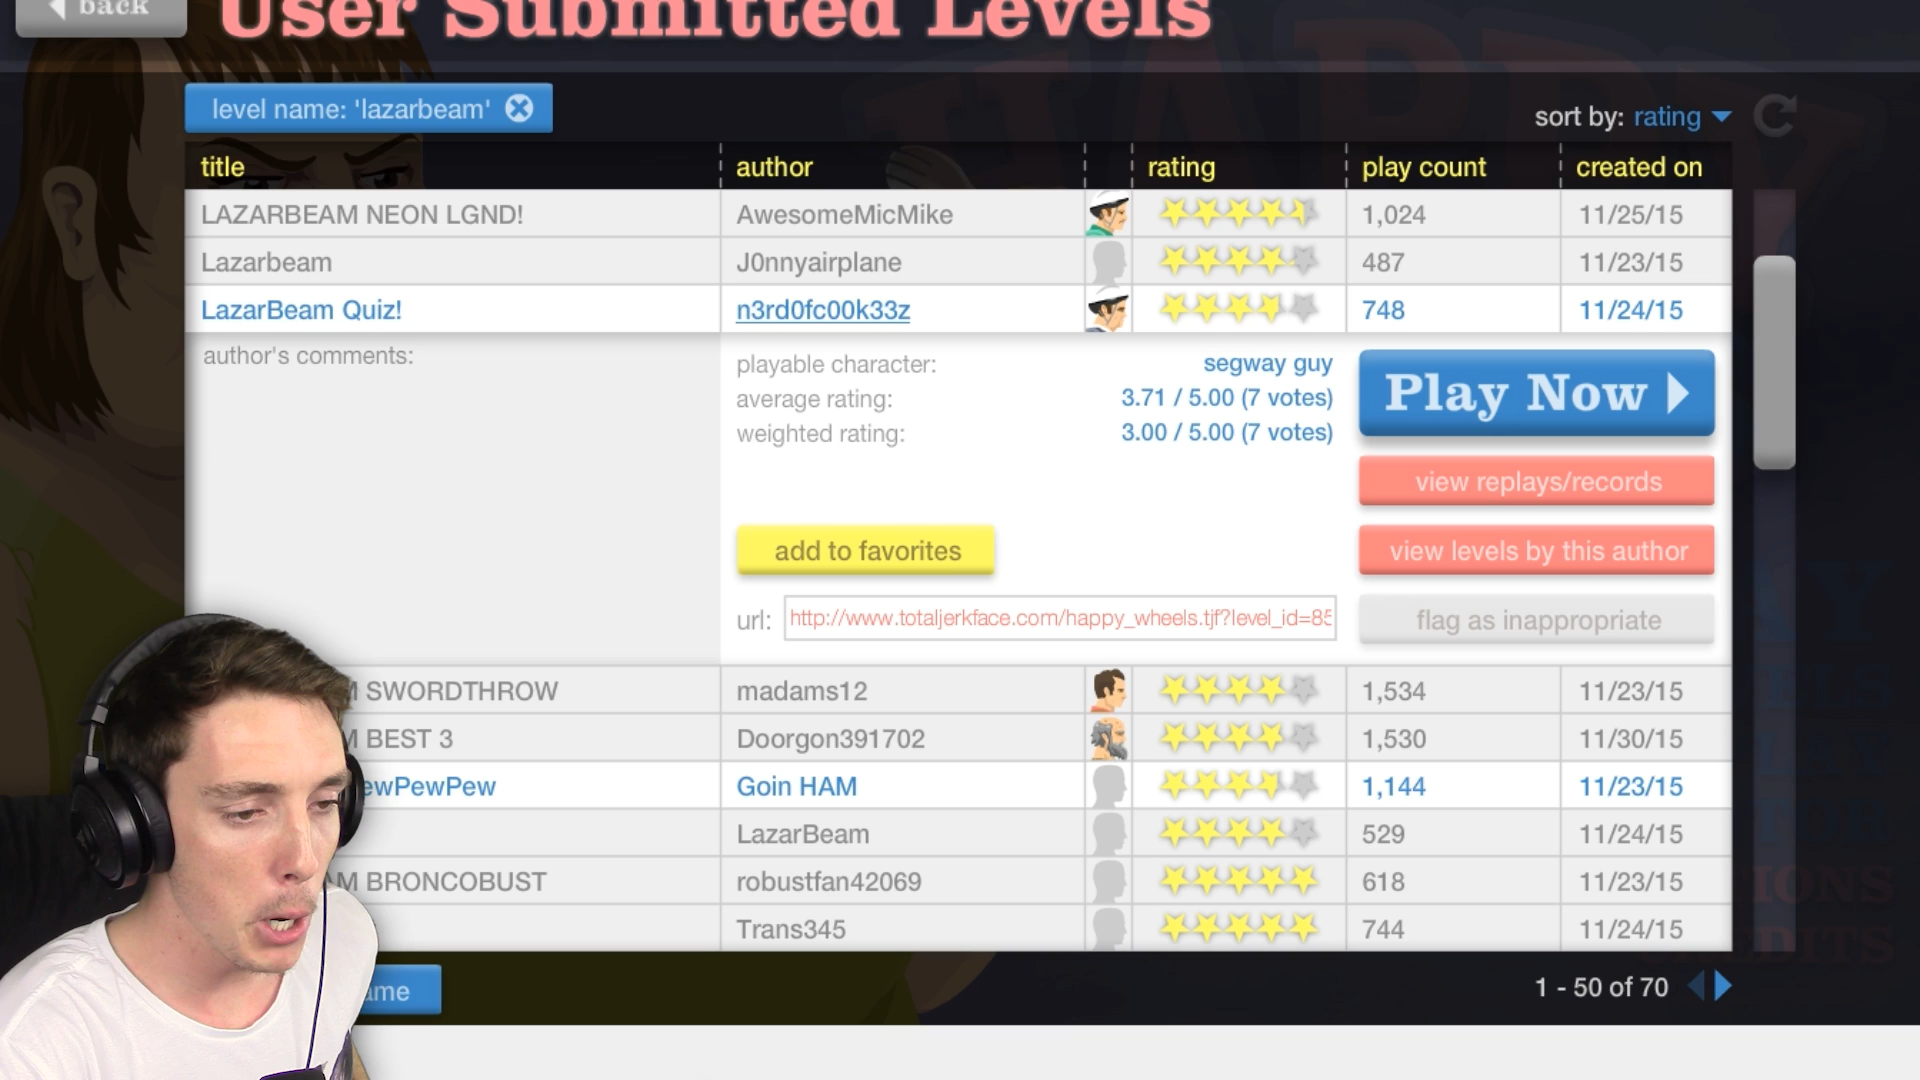 back
User Submitted Levels
level name: 'lazarbeam'
sort by: rating
title author rating play count created on
LAZARBEAM NEON LGND! AwesomeMicMike 1,024 11/25/15
Lazarbeam J0nnyairplane 487 11/23/15
LazarBeam Quiz! n3rd0fc00k33z 748 11/24/15
author's comments:
playable character: segway guy
average rating: 3.71 / 5.00 (7 votes)
weighted rating: 3.00 / 5.00 (7 votes)
Play Now
view replays/records
add to favorites
view levels by this author
url: http://www.totaljerkface.com/happy_wheels.tjf?level_id=85
flag as inappropriate
M SWORDTHROW madams12 1,534 11/23/15
M BEST 3 Doorgon391702 1,530 11/30/15
ewPewPew Goin HAM 1,144 11/23/15
LazarBeam 529 11/24/15
M BRONCOBUST robustfan42069 618 11/23/15
Trans345 744 11/24/15
ame
1 - 50 of 70